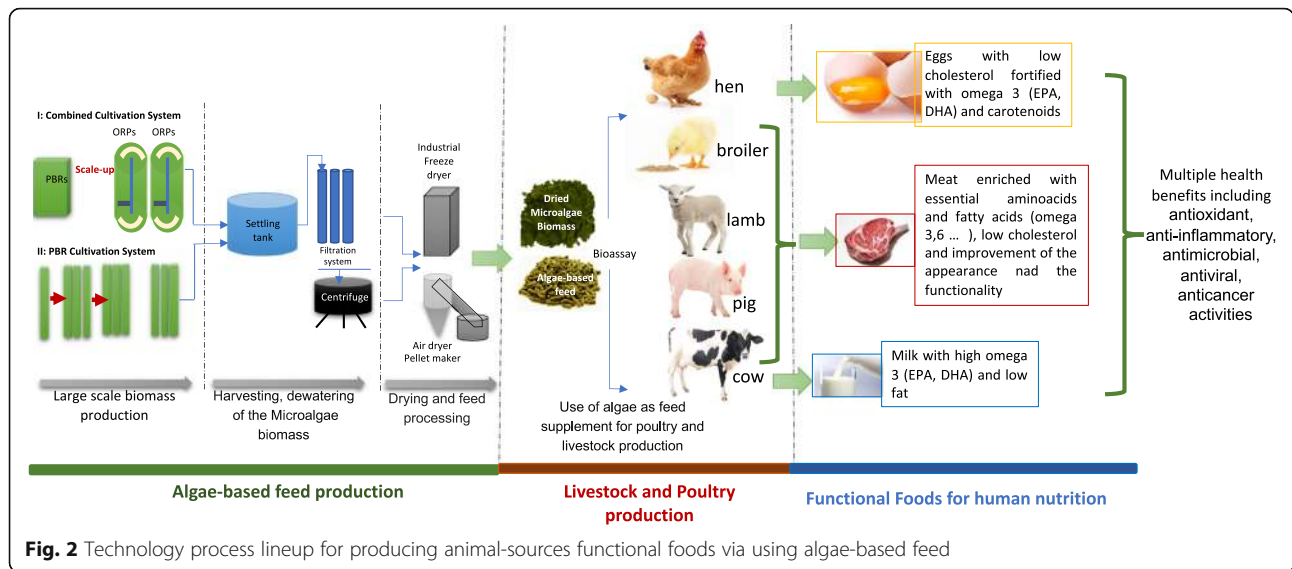 I: Combined Cultivation System
ORPs ORPs
PBRs
Scale-up
II: PBR Cultivation System
Large scale biomass
production
Settling
tank
Filtration
system
Centrifuge
Harvesting, dewatering
of the Microalgae
biomass
Industrial
Freeze
dryer
Air dryer
Pellet maker
Drying and feed
processing
Dried
Microalgae
Biomass
Algae-based
feed
Bioassay
hen
broiler
lamb
pig
cow
Use of algae as feed
supplement for poultry and
livestock production
Eggs with low
cholesterol fortified
with omega 3 (EPA,
DHA) and carotenoids
Meat enriched with
essential aminoacids
and fatty acids (omega
3,6 ... ), low cholesterol
and improvement of the
appearance nad the
functionality
Milk with high omega
3 (EPA, DHA) and low
fat
Multiple health
benefits including
antioxidant,
anti-inflammatory,
antimicrobial,
antiviral,
anticancer
activities
Algae-based feed production
Livestock and Poultry
production
Functional Foods for human nutrition
Fig. 2 Technology process lineup for producing animal-sources functional foods via using algae-based feed